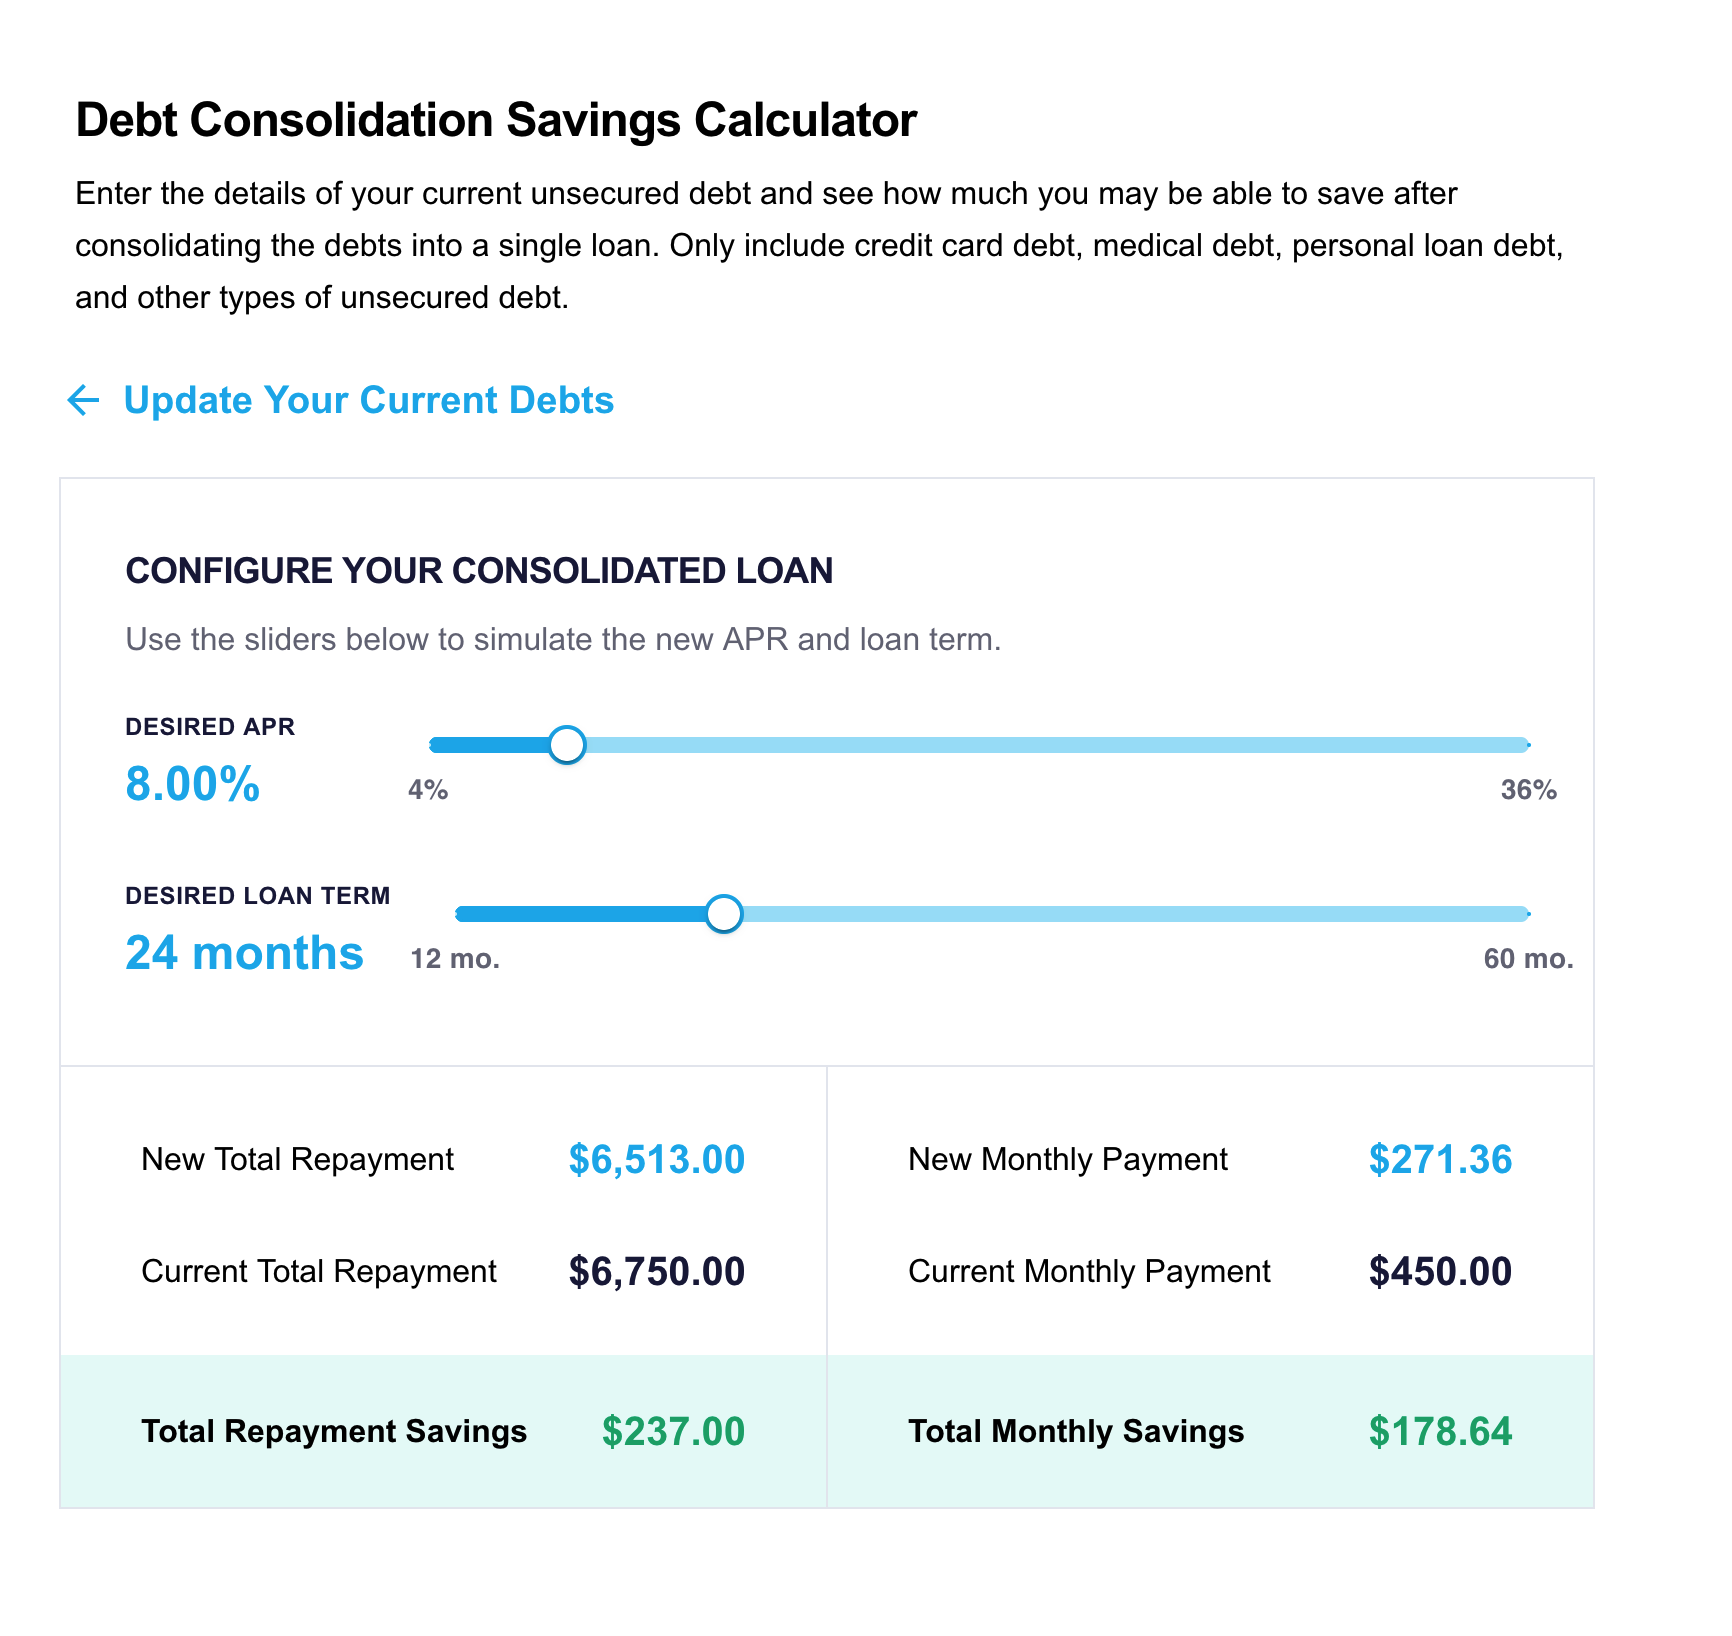 Debt Consolidation Savings Calculator
Enter the details of your current unsecured debt and see how much you may be able to save after
consolidating the debts into a single loan. Only include credit card debt, medical debt, personal loan debt,
and other types of unsecured debt.
Update Your Current Debts
CONFIGURE YOUR CONSOLIDATED LOAN
Use the sliders below to simulate the new APR and loan term.
DESIRED APR
8.00%
4%
36%
DESIRED LOAN TERM
24 months
12 mo.
60 mo.
New Total Repayment
$6,513.00
Current Total Repayment
$6,750.00
Total Repayment Savings
$237.00
New Monthly Payment
$271.36
Current Monthly Payment
$450.00
Total Monthly Savings
$178.64